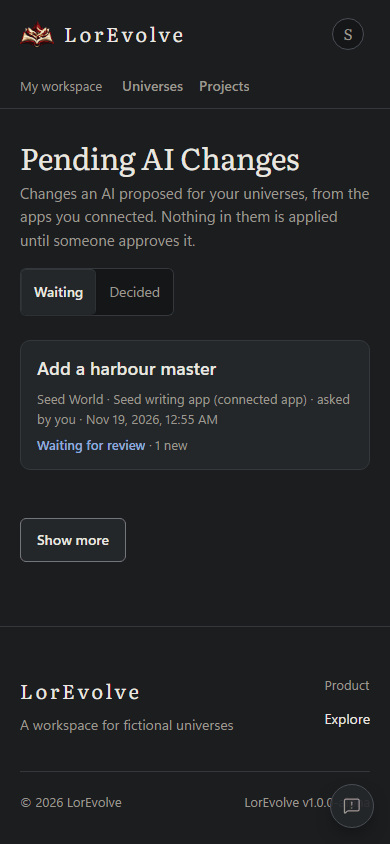 LorEvolve
S
My workspace
Universes
Projects
Pending AI Changes
Changes an AI proposed for your universes, from the
apps you connected. Nothing in them is applied
until someone approves it.
Waiting
Decided
Add a harbour master
Seed World · Seed writing app (connected app) · asked
by you · Nov 19, 2026, 12:55 AM
Waiting for review · 1 new
Show more
LorEvolve
A workspace for fictional universes
Product
Explore
© 2026 LorEvolve
LorEvolve v1.0.0